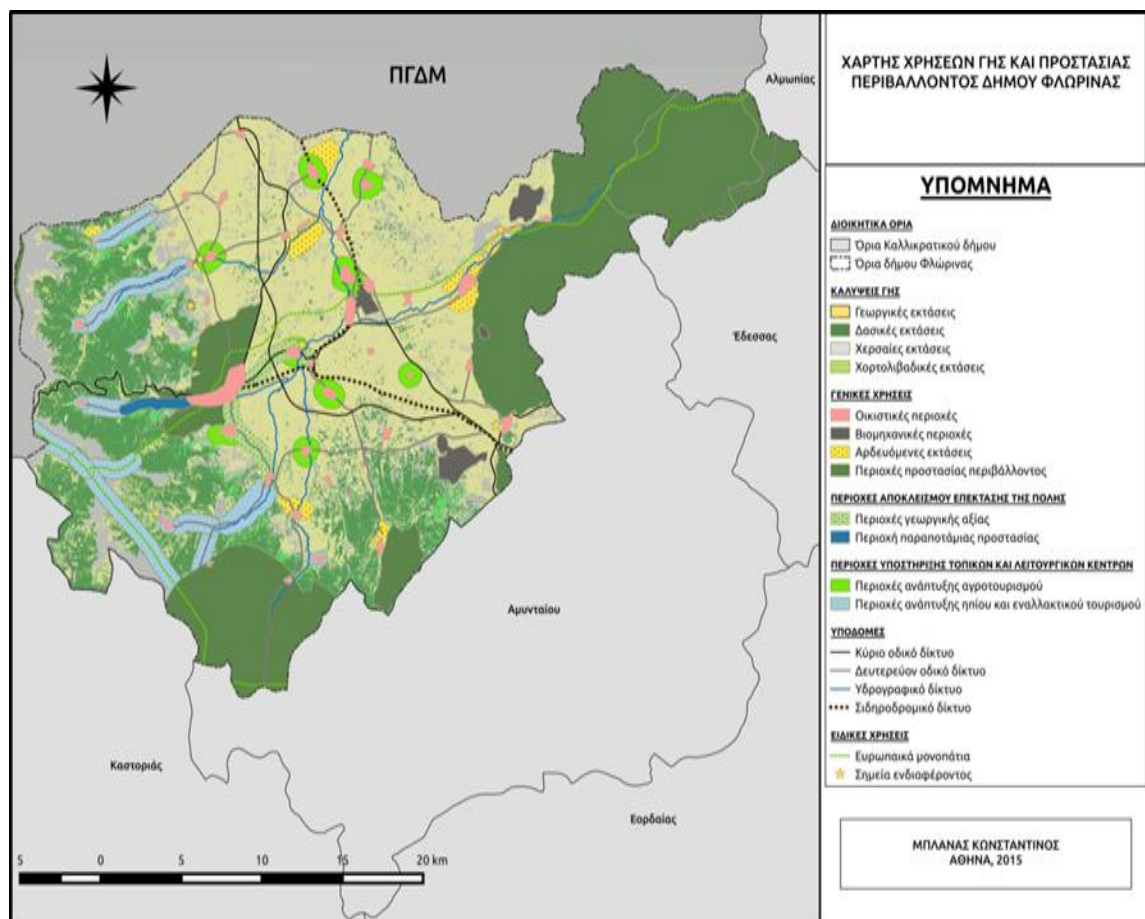 ΠΓΔΜ
Αλμωπίας
Έδεσσας
Αμυνταίου
Καστοριάς
Εορδαίας
5 0 5 10 15 20 km
ΧΑΡΤΗΣ ΧΡΗΣΕΩΝ ΓΗΣ ΚΑΙ ΠΡΟΣΤΑΣΙΑΣ
ΠΕΡΙΒΑΛΛΟΝΤΟΣ ΔΗΜΟΥ ΦΛΩΡΙΝΑΣ
ΥΠΟΜΝΗΜΑ
ΔΙΟΙΚΗΤΙΚΑ ΟΡΙΑ
Όρια Καλλικρατικού δήμου
Όρια δήμου Φλώρινας
ΚΑΛΥΨΕΙΣ ΓΗΣ
Γεωργικές εκτάσεις
Δασικές εκτάσεις
Χερσαίες εκτάσεις
Χορτολιβαδικές εκτάσεις
ΓΕΝΙΚΕΣ ΧΡΗΣΕΙΣ
Οικιστικές περιοχές
Βιομηχανικές περιοχές
Αρδευόμενες εκτάσεις
Περιοχές προστασίας περιβάλλοντος
ΠΕΡΙΟΧΕΣ ΑΠΟΚΛΕΙΣΜΟΥ ΕΠΕΚΤΑΣΗΣ ΤΗΣ ΠΟΛΗΣ
Περιοχές γεωργικής αξίας
Περιοχή παραποτάμιας προστασίας
ΠΕΡΙΟΧΕΣ ΥΠΟΣΤΗΡΙΞΗΣ ΤΟΠΙΚΩΝ ΚΑΙ ΛΕΙΤΟΥΡΓΙΚΩΝ ΚΕΝΤΡΩΝ
Περιοχές ανάπτυξης αγροτουρισμού
Περιοχές ανάπτυξης ηπίου και εναλλακτικού τουρισμού
ΥΠΟΔΟΜΕΣ
Κύριο οδικό δίκτυο
Δευτερεύον οδικό δίκτυο
Υδρογραφικό δίκτυο
Σιδηροδρομικό δίκτυο
ΕΙΔΙΚΕΣ ΧΡΗΣΕΙΣ
Ευρωπαικά μονοπάτια
Σημεία ενδιαφέροντος
ΜΠΛΑΝΑΣ ΚΩΝΣΤΑΝΤΙΝΟΣ
ΑΘΗΝΑ, 2015